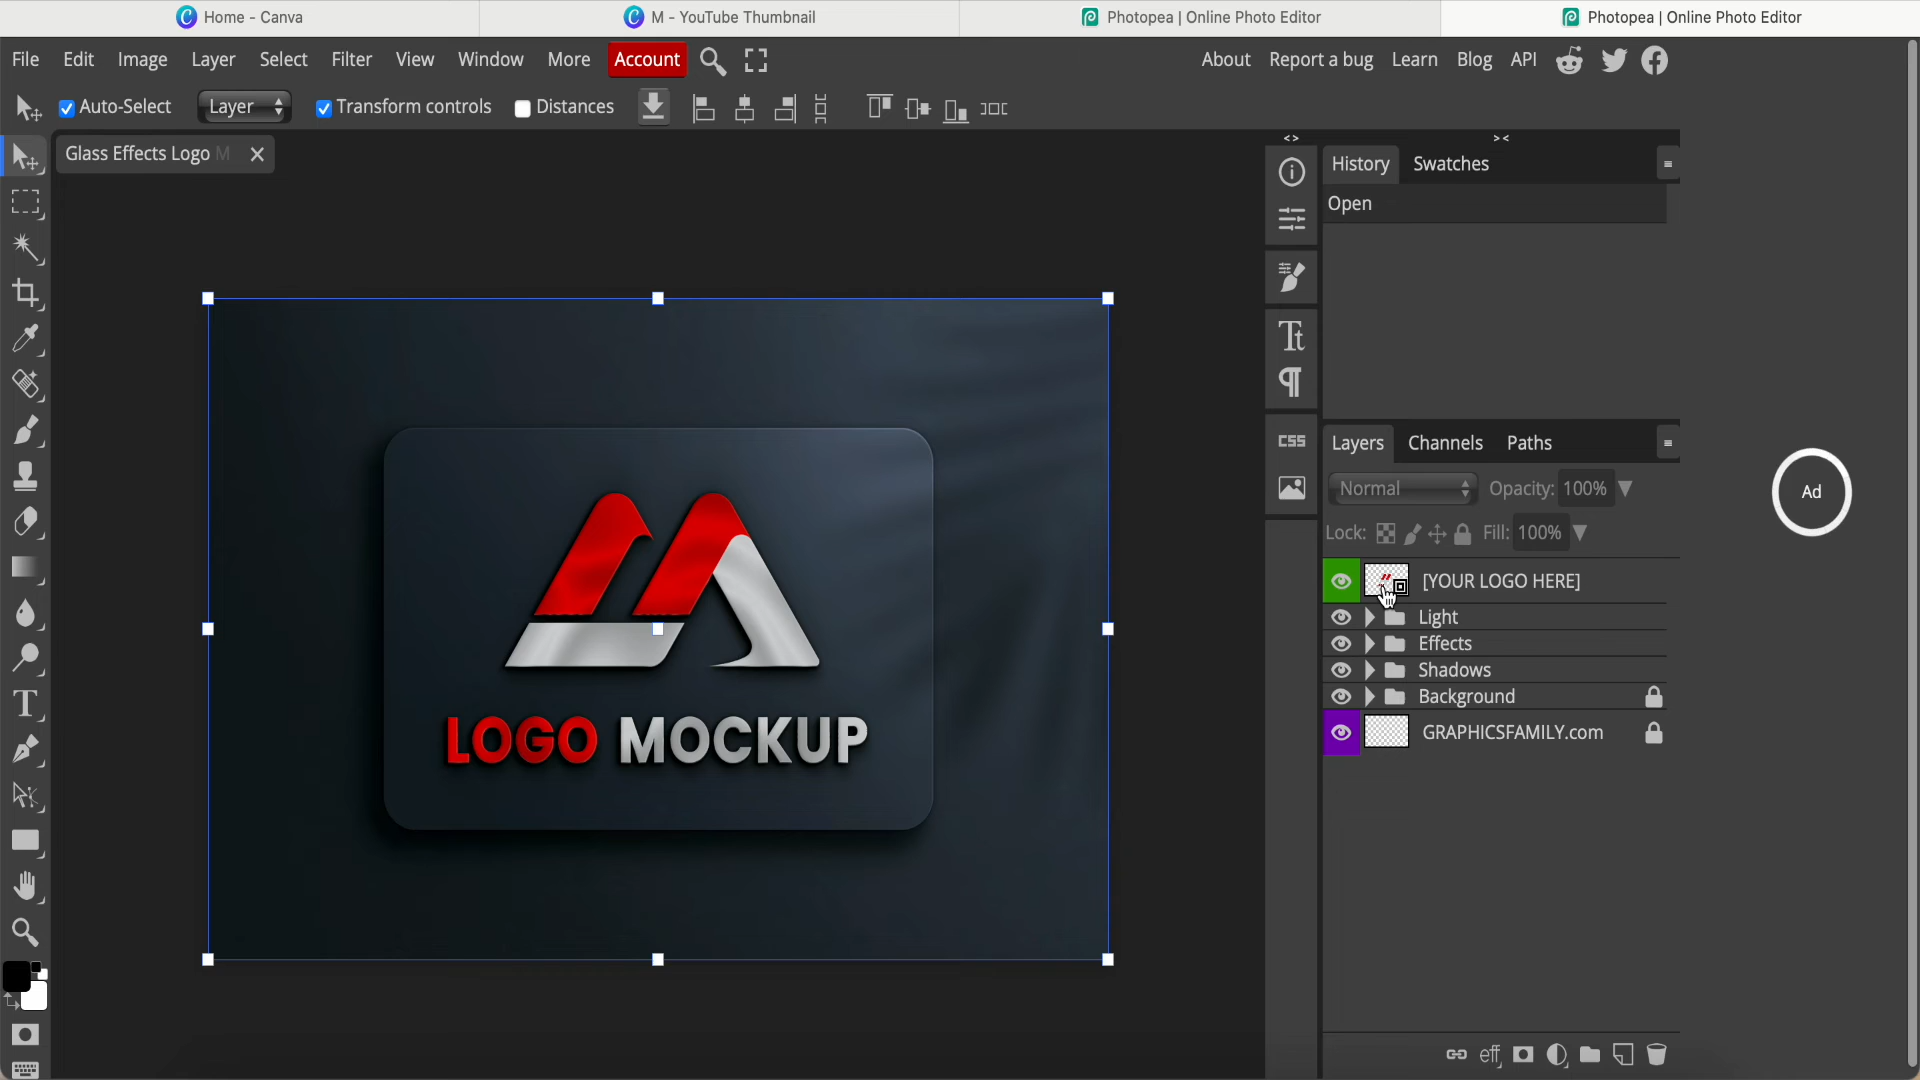 Home - Canva
M - YouTube Thumbnail
Photopea | Online Photo Editor
Photopea | Online Photo Editor
File Edit Image Layer Select Filter View Window More Account
About Report a bug Learn Blog API
Auto-Select Layer Transform controls Distances
Glass Effects Logo M
History Swatches
Open
CSS
Layers Channels Paths
Normal Opacity: 100%
Lock: Fill: 100%
[YOUR LOGO HERE]
Light
Effects
Shadows
Background
GRAPHICSFAMILY.com
eff
Ad
LOGO MOCKUP